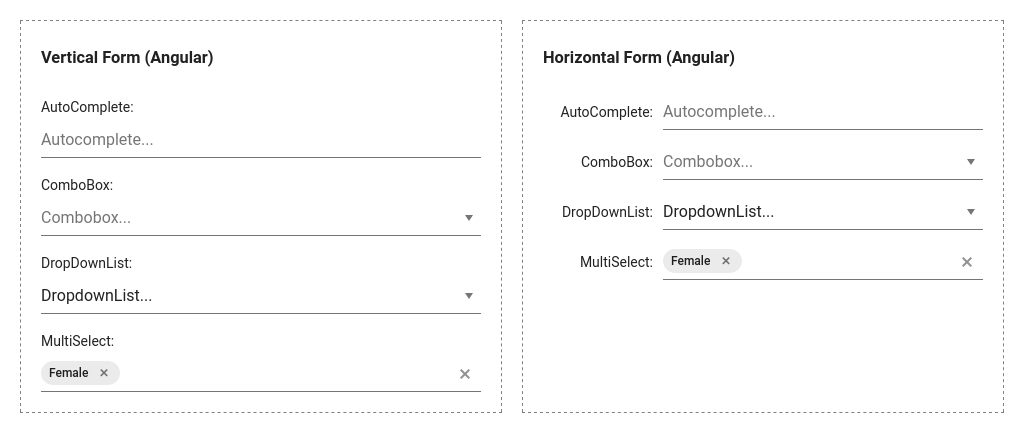 Vertical Form (Angular)
AutoComplete:
Autocomplete...
ComboBox:
Combobox...
DropDownList:
DropdownList...
MultiSelect:
Female
Horizontal Form (Angular)
AutoComplete: Autocomplete...
ComboBox: Combobox...
DropDownList: DropdownList...
MultiSelect: Female